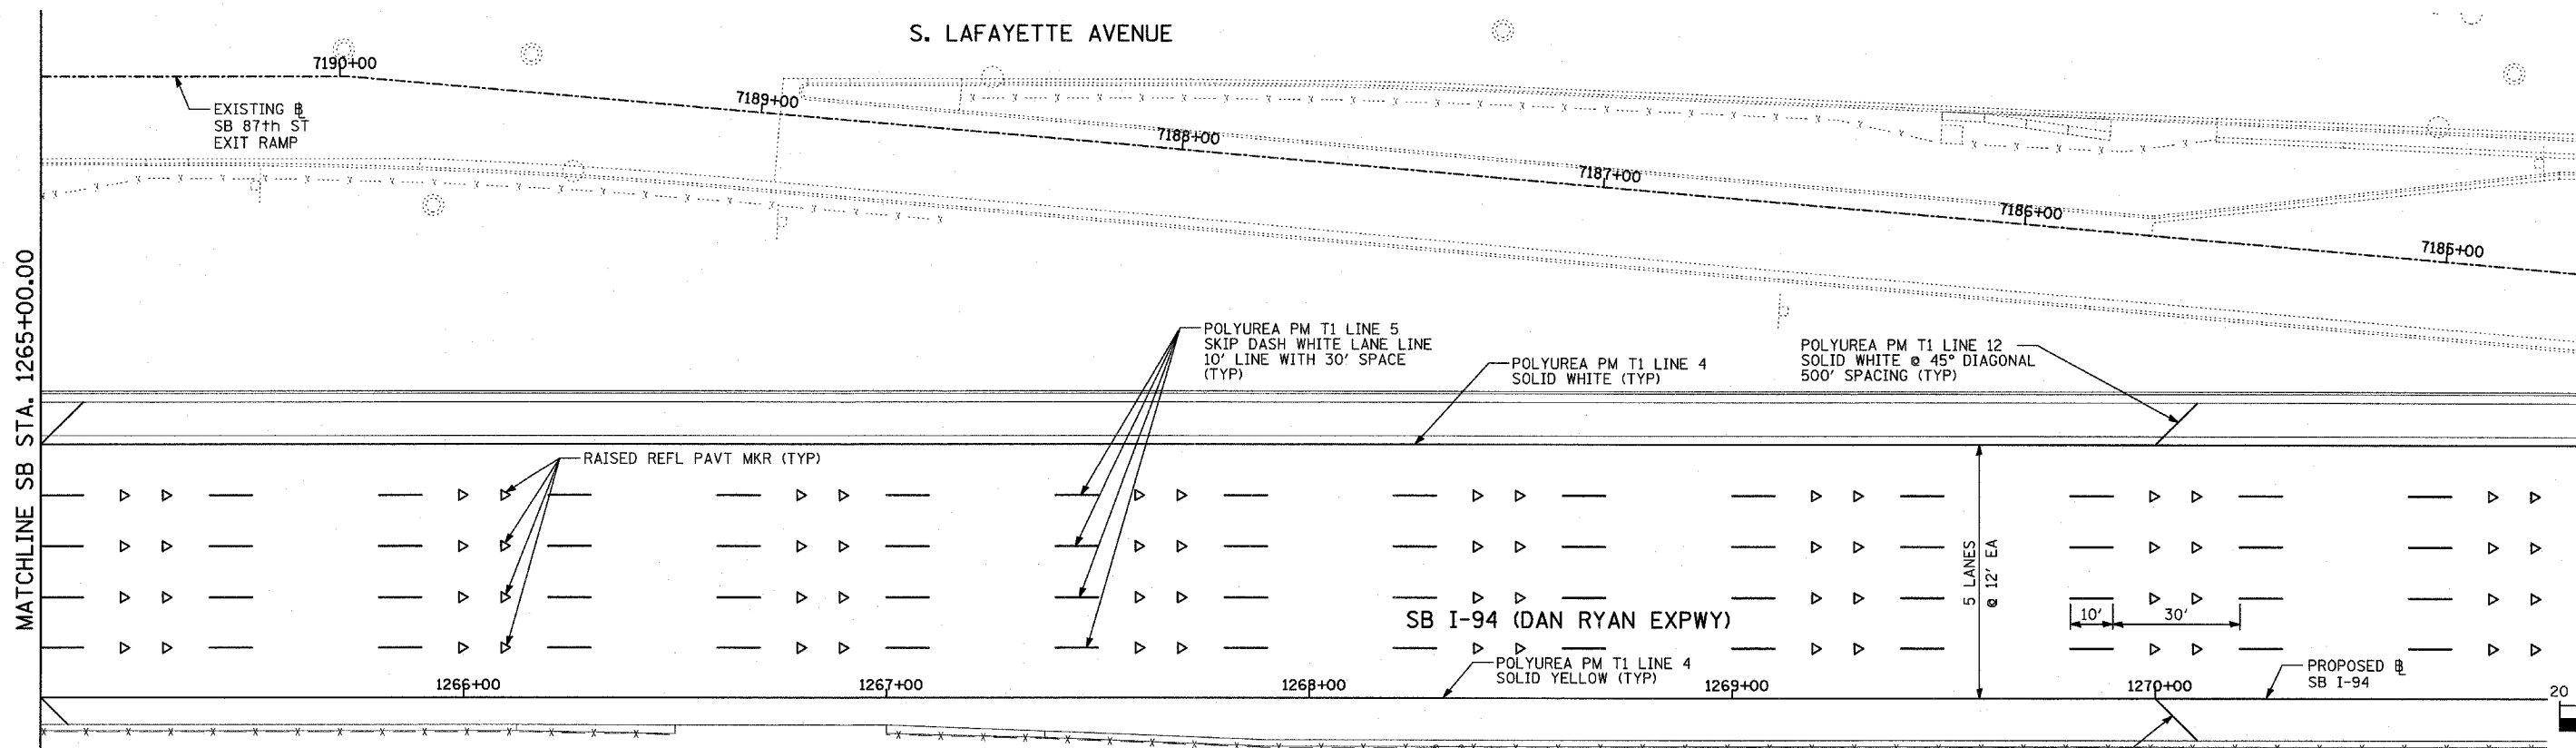 S. LAFAYETTE AVENUE
7190+00
EXISTING ℄
SB 87th ST
EXIT RAMP
7189+00
7188+00
7187+00
7186+00
7185+00
MATCHLINE SB STA. 1265+00.00
POLYUREA PM T1 LINE 5
SKIP DASH WHITE LANE LINE
10' LINE WITH 30' SPACE
(TYP)
POLYUREA PM T1 LINE 4
SOLID WHITE (TYP)
POLYUREA PM T1 LINE 12
SOLID WHITE @ 45° DIAGONAL
500' SPACING (TYP)
RAISED REFL PAVT MKR (TYP)
5 LANES
@ 12' EA
10'
30'
SB I-94 (DAN RYAN EXPWY)
POLYUREA PM T1 LINE 4
SOLID YELLOW (TYP)
PROPOSED ℄
SB I-94
1266+00
1267+00
1268+00
1269+00
1270+00
20